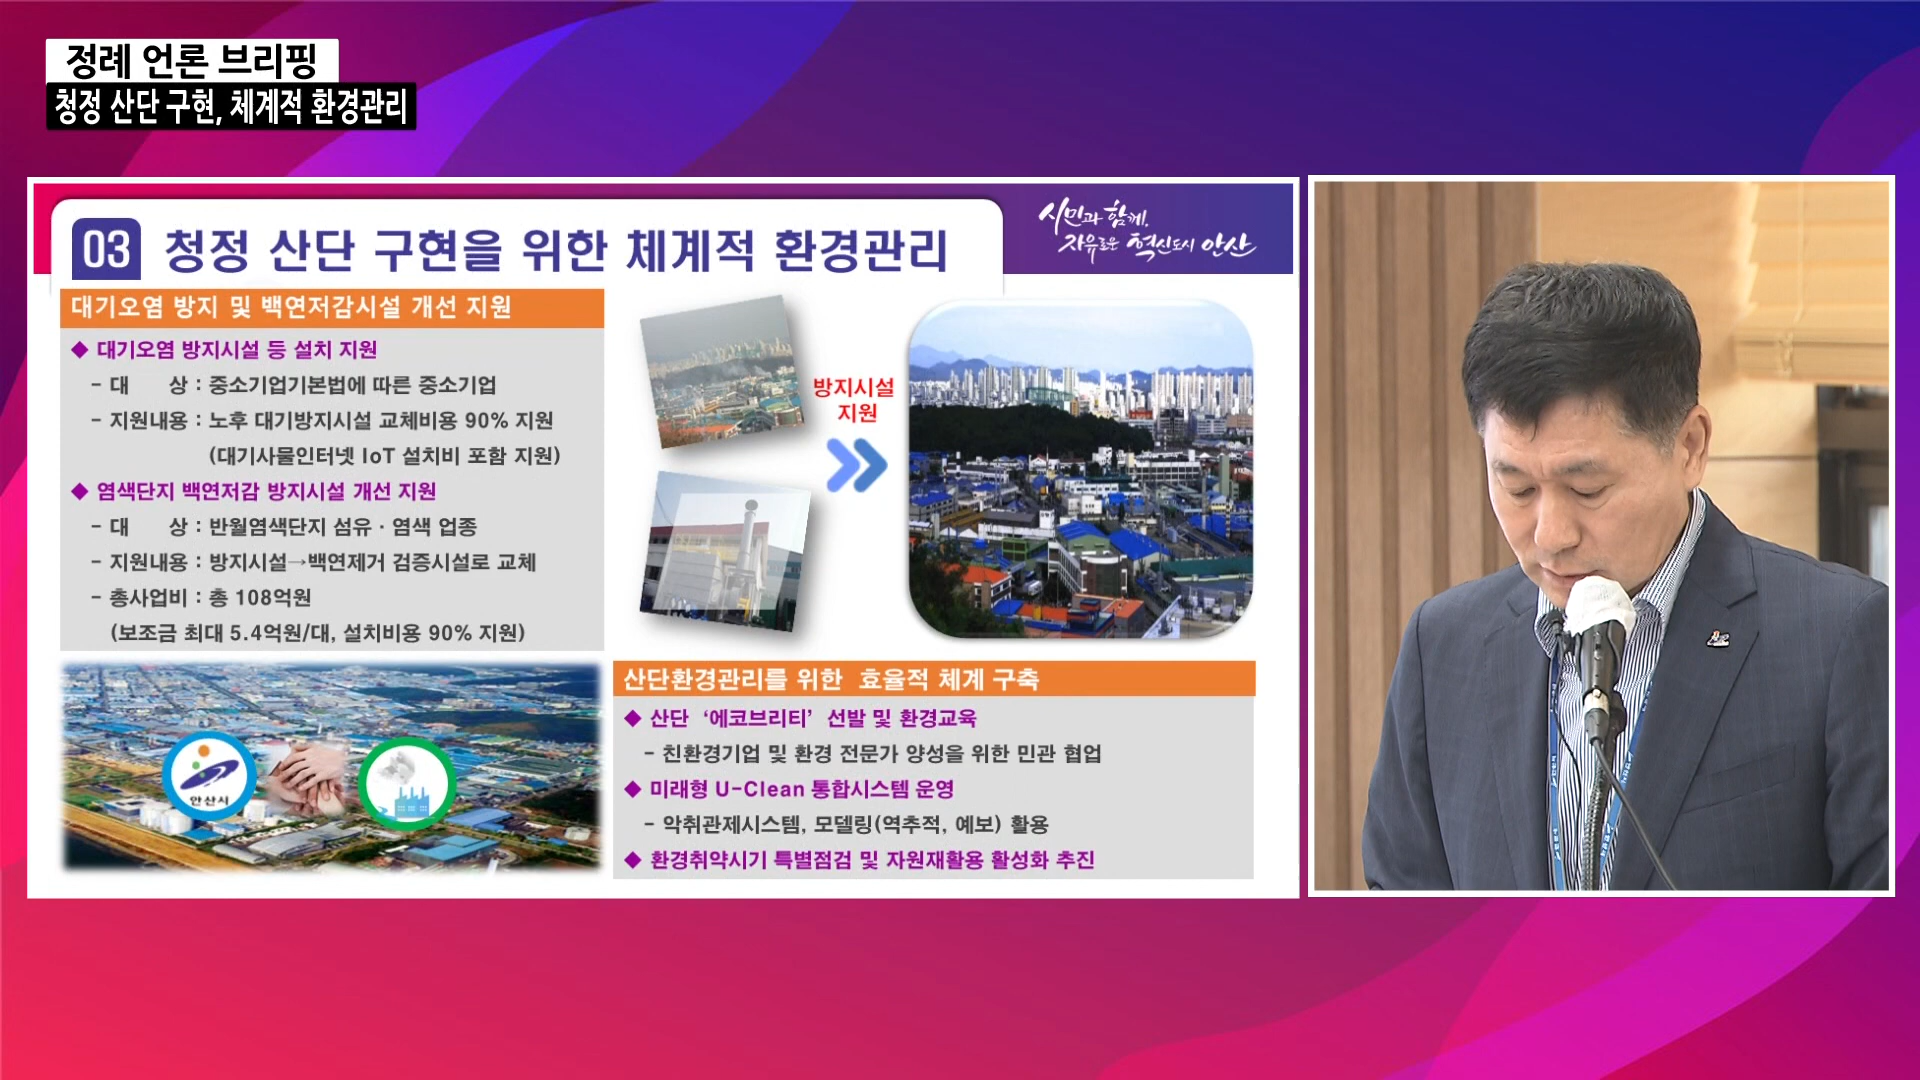 정례 언론 브리핑
청정 산단 구현, 체계적 환경관리
03 청정 산단 구현을 위한 체계적 환경관리
시민과 함께,
자유로운 혁신도시 안산
대기오염 방지 및 백연저감시설 개선 지원
◆ 대기오염 방지시설 등 설치 지원
- 대 상 : 중소기업기본법에 따른 중소기업
- 지원내용 : 노후 대기방지시설 교체비용 90% 지원
(대기사물인터넷 IoT 설치비 포함 지원)
◆ 염색단지 백연저감 방지시설 개선 지원
- 대 상 : 반월염색단지 섬유 · 염색 업종
- 지원내용 : 방지시설→백연제거 검증시설로 교체
- 총사업비 : 총 108억원
(보조금 최대 5.4억원/대, 설치비용 90% 지원)
방지시설
지원
안산시
산단환경관리를 위한 효율적 체계 구축
◆ 산단 ‘에코브리티’ 선발 및 환경교육
- 친환경기업 및 환경 전문가 양성을 위한 민관 협업
◆ 미래형 U-Clean 통합시스템 운영
- 악취관제시스템, 모델링(역추적, 예보) 활용
◆ 환경취약시기 특별점검 및 자원재활용 활성화 추진